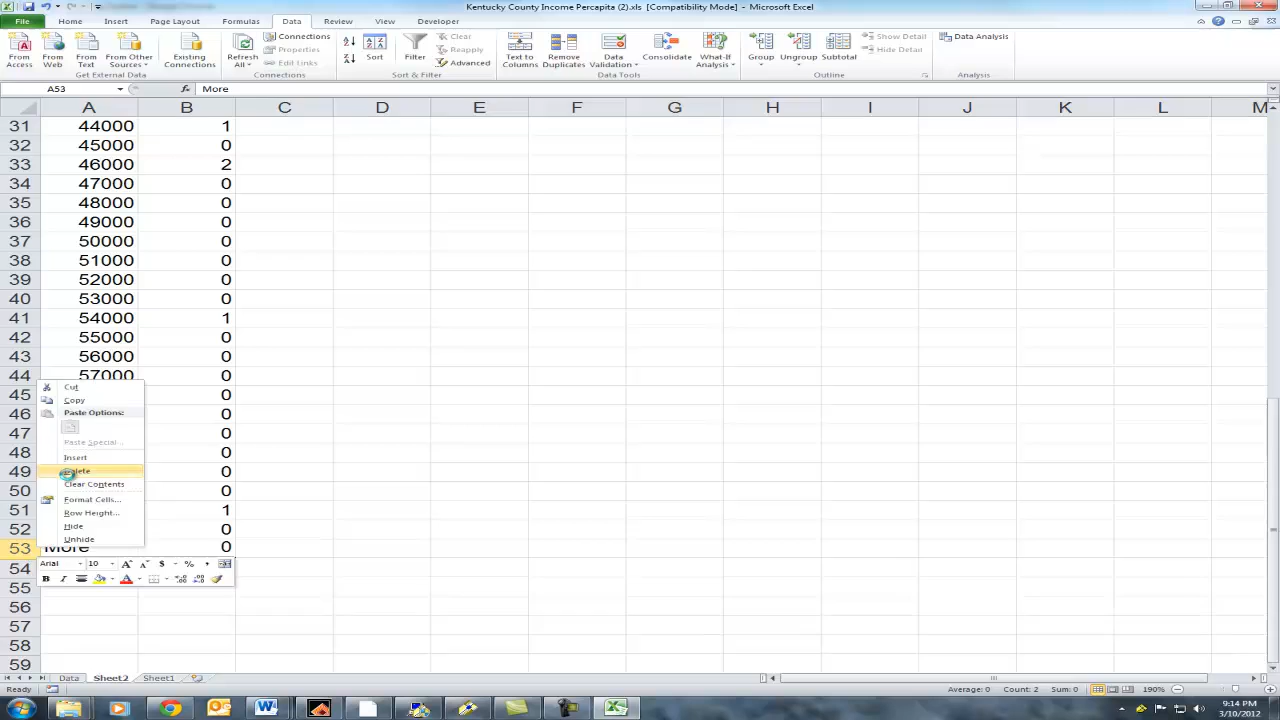 Kentucky County Income Percapita (2).xls [Compatibility Mode] - Microsoft Excel
File Home Insert Page Layout Formulas Data Review View Developer
From Access From Web From Text From Other Sources Existing Connections Refresh All Connections Properties Edit Links Sort Filter Clear Reapply Advanced Text to Columns Remove Duplicates Data Validation Consolidate What-If Analysis Group Ungroup Subtotal Show Detail Hide Detail Data Analysis
Get External Data Connections Sort & Filter Data Tools Outline Analysis
A53 fx More
A B C D E F G H I J K L M
31 44000 1
32 45000 0
33 46000 2
34 47000 0
35 48000 0
36 49000 0
37 50000 0
38 51000 0
39 52000 0
40 53000 0
41 54000 1
42 55000 0
43 56000 0
44 57000 0
45 0
46 0
47 0
48 0
49 0
50 0
51 1
52 0
53 More 0
54
55
56
57
58
59
Cut
Copy
Paste Options:
Paste Special...
Insert
Clear Contents
Format Cells...
Row Height...
Hide
Unhide
Arial 10 A A $ % ,
B I A
Data Sheet2 Sheet1
Ready Average: 0 Count: 2 Sum: 0 190%
9:14 PM
3/10/2012